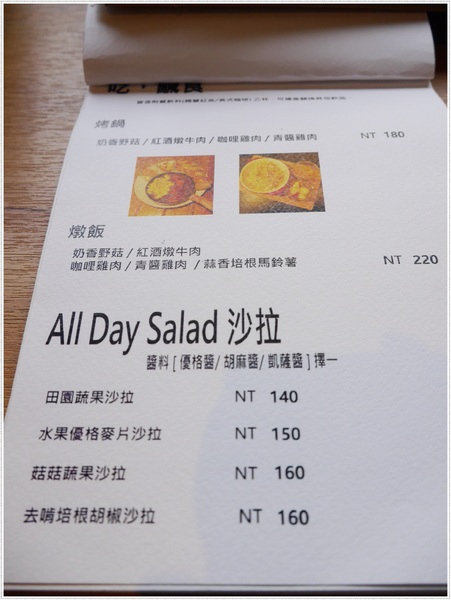 烤鍋
奶香野菇/紅酒燉牛肉/咖哩雞肉/青醬雞肉 NT 180
燉飯
奶香野菇/紅酒燉牛肉
咖哩雞肉/青醬雞肉/蒜香培根馬鈴薯 NT 220
All Day Salad 沙拉
醬料[優格醬/胡麻醬/凱薩醬]擇一
田園蔬果沙拉 NT 140
水果優格麥片沙拉 NT 150
菇菇蔬果沙拉 NT 160
去啃培根胡椒沙拉 NT 160